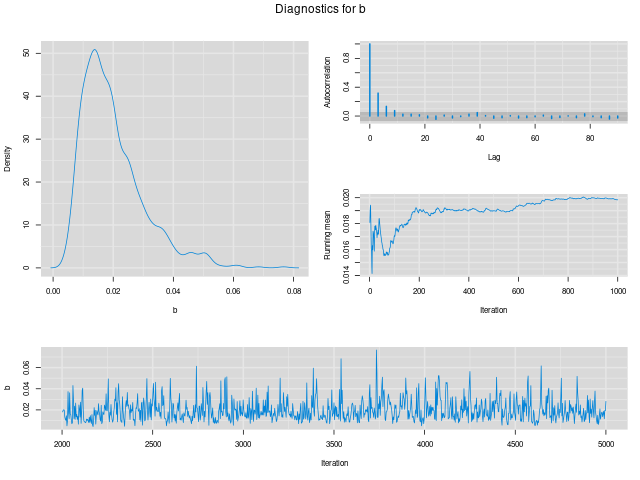 Diagnostics for b
Density
0 10 20 30 40 50
0.00 0.02 0.04 0.06 0.08
b
Autocorrelation
0.0 0.4 0.8
0 20 40 60 80
Lag
Running mean
0.014 0.016 0.018 0.020
0 200 400 600 800 1000
Iteration
b
0.02 0.04 0.06
2000 2500 3000 3500 4000 4500 5000
Iteration